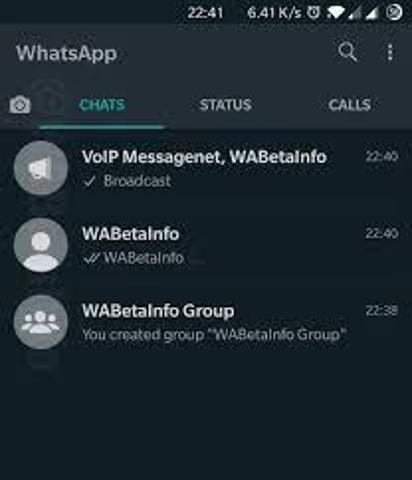 22:41 6.41 K/s
WhatsApp
CHATS STATUS CALLS
VoIP Messagenet, WABetaInfo 22:40
Broadcast
WABetaInfo 22:40
WABetaInfo
WABetaInfo Group 22:38
You created group "WABetaInfo Group"